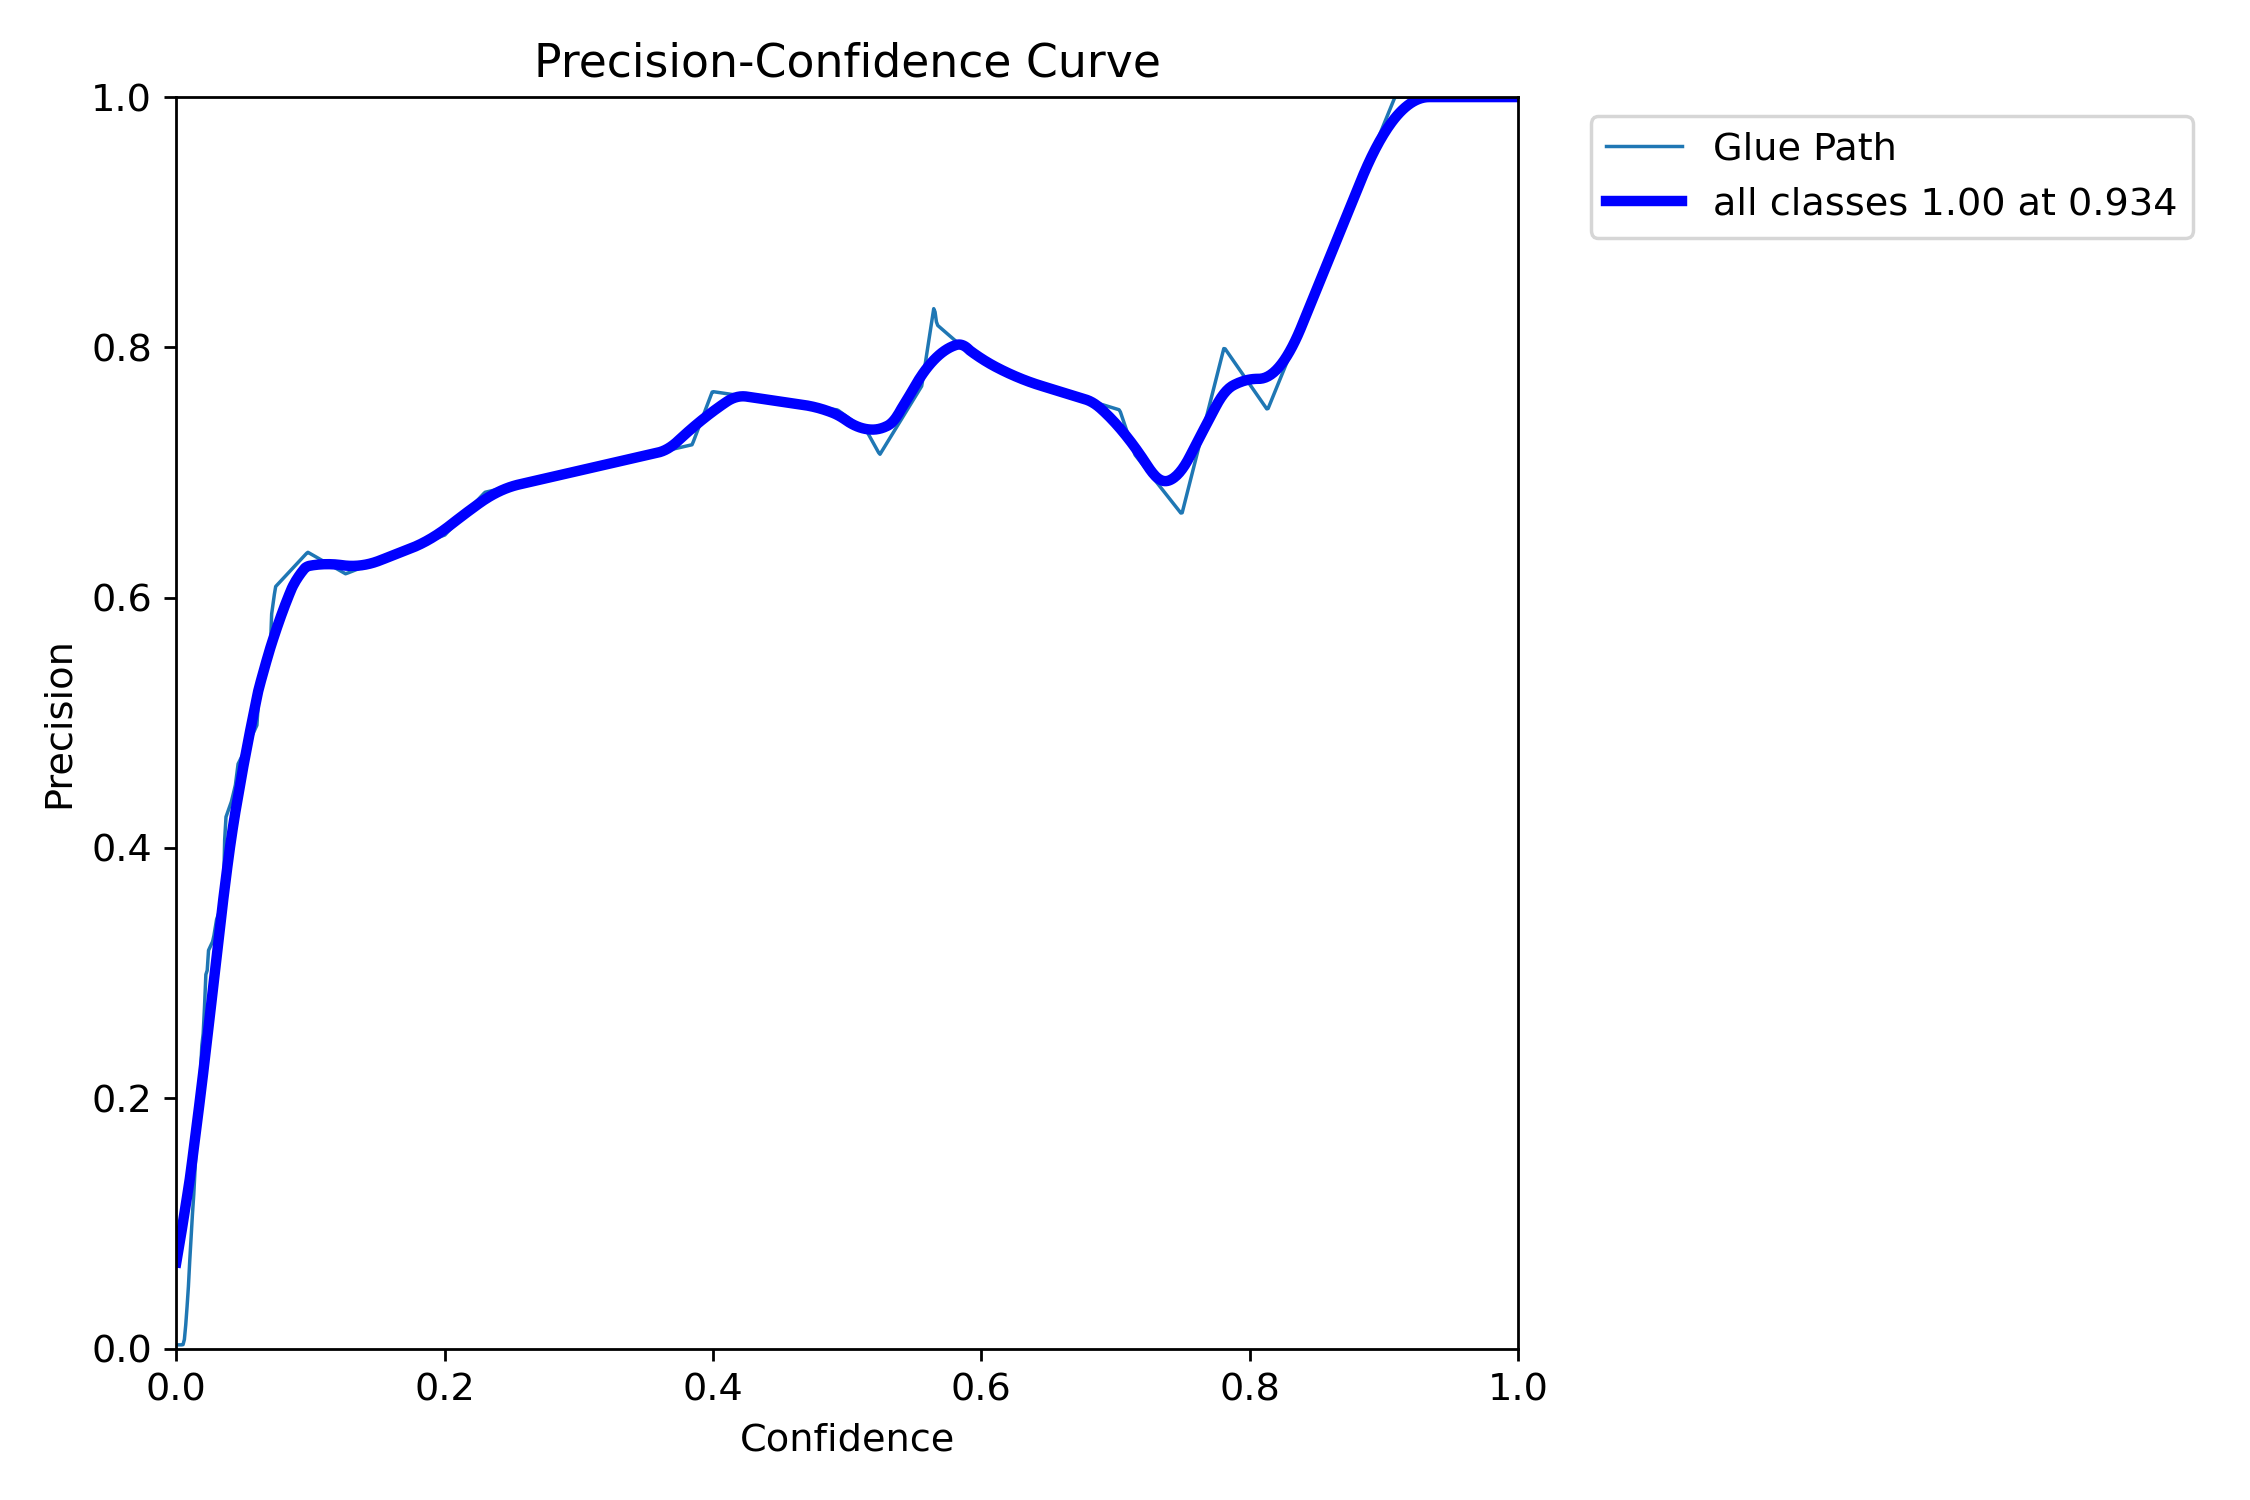 Precision-Confidence Curve
Glue Path
all classes 1.00 at 0.934
Precision
1.0
0.8
0.6
0.4
0.2
0.0
0.0 0.2 0.4 0.6 0.8 1.0
Confidence